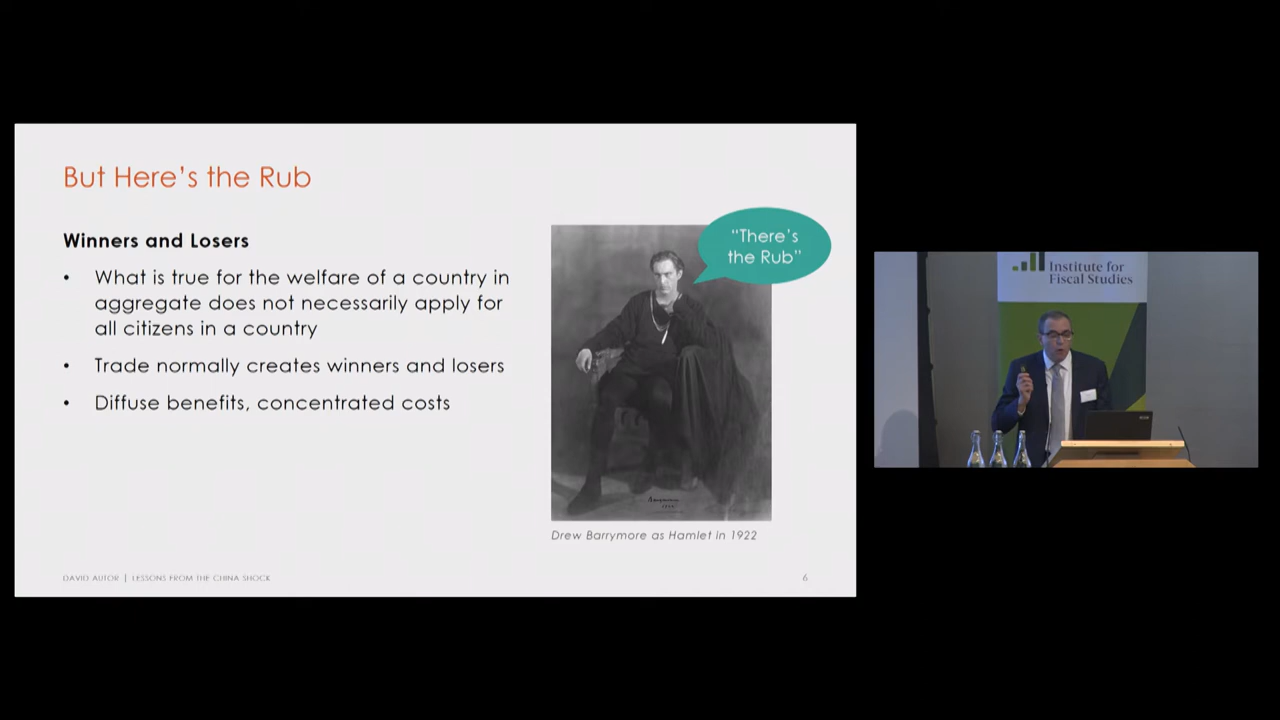 But Here's the Rub
Winners and Losers
• What is true for the welfare of a country in
aggregate does not necessarily apply for
all citizens in a country
• Trade normally creates winners and losers
• Diffuse benefits, concentrated costs
"There's
the Rub"
Drew Barrymore as Hamlet in 1922
DAVID AUTOR | LESSONS FROM THE CHINA SHOCK
6
Institute for
Fiscal Studies